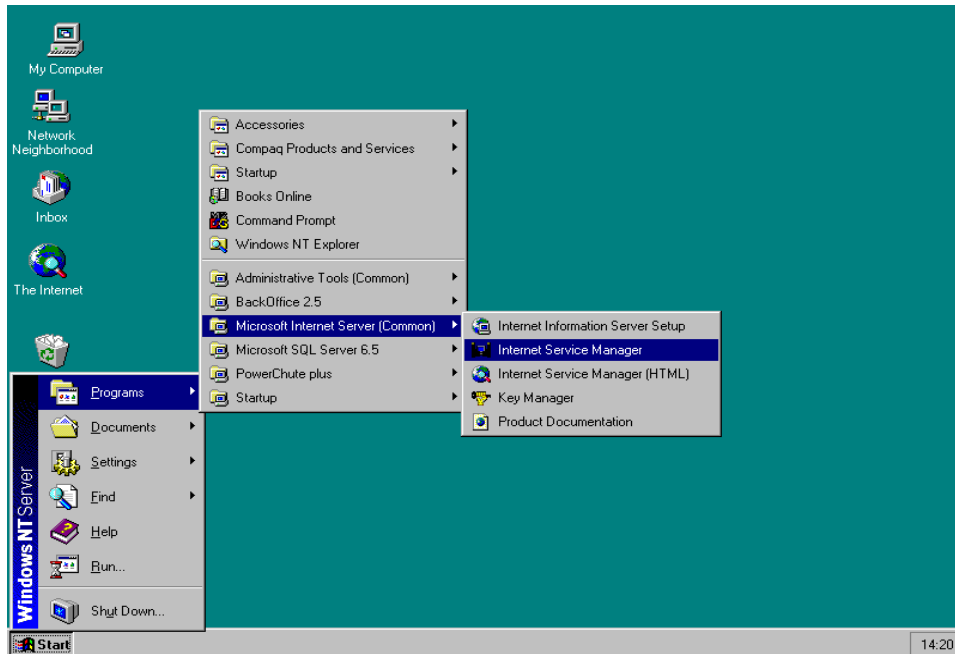 My Computer
Network
Neighborhood
Inbox
The Internet
Accessories
Compaq Products and Services
Startup
Books Online
Command Prompt
Windows NT Explorer
Administrative Tools (Common)
BackOffice 2.5
Microsoft Internet Server (Common)
Microsoft SQL Server 6.5
PowerChute plus
Startup
Internet Information Server Setup
Internet Service Manager
Internet Service Manager (HTML)
Key Manager
Product Documentation
Programs
Documents
Settings
Find
Help
Run...
Shut Down...
Windows NT Server
Start
14:20